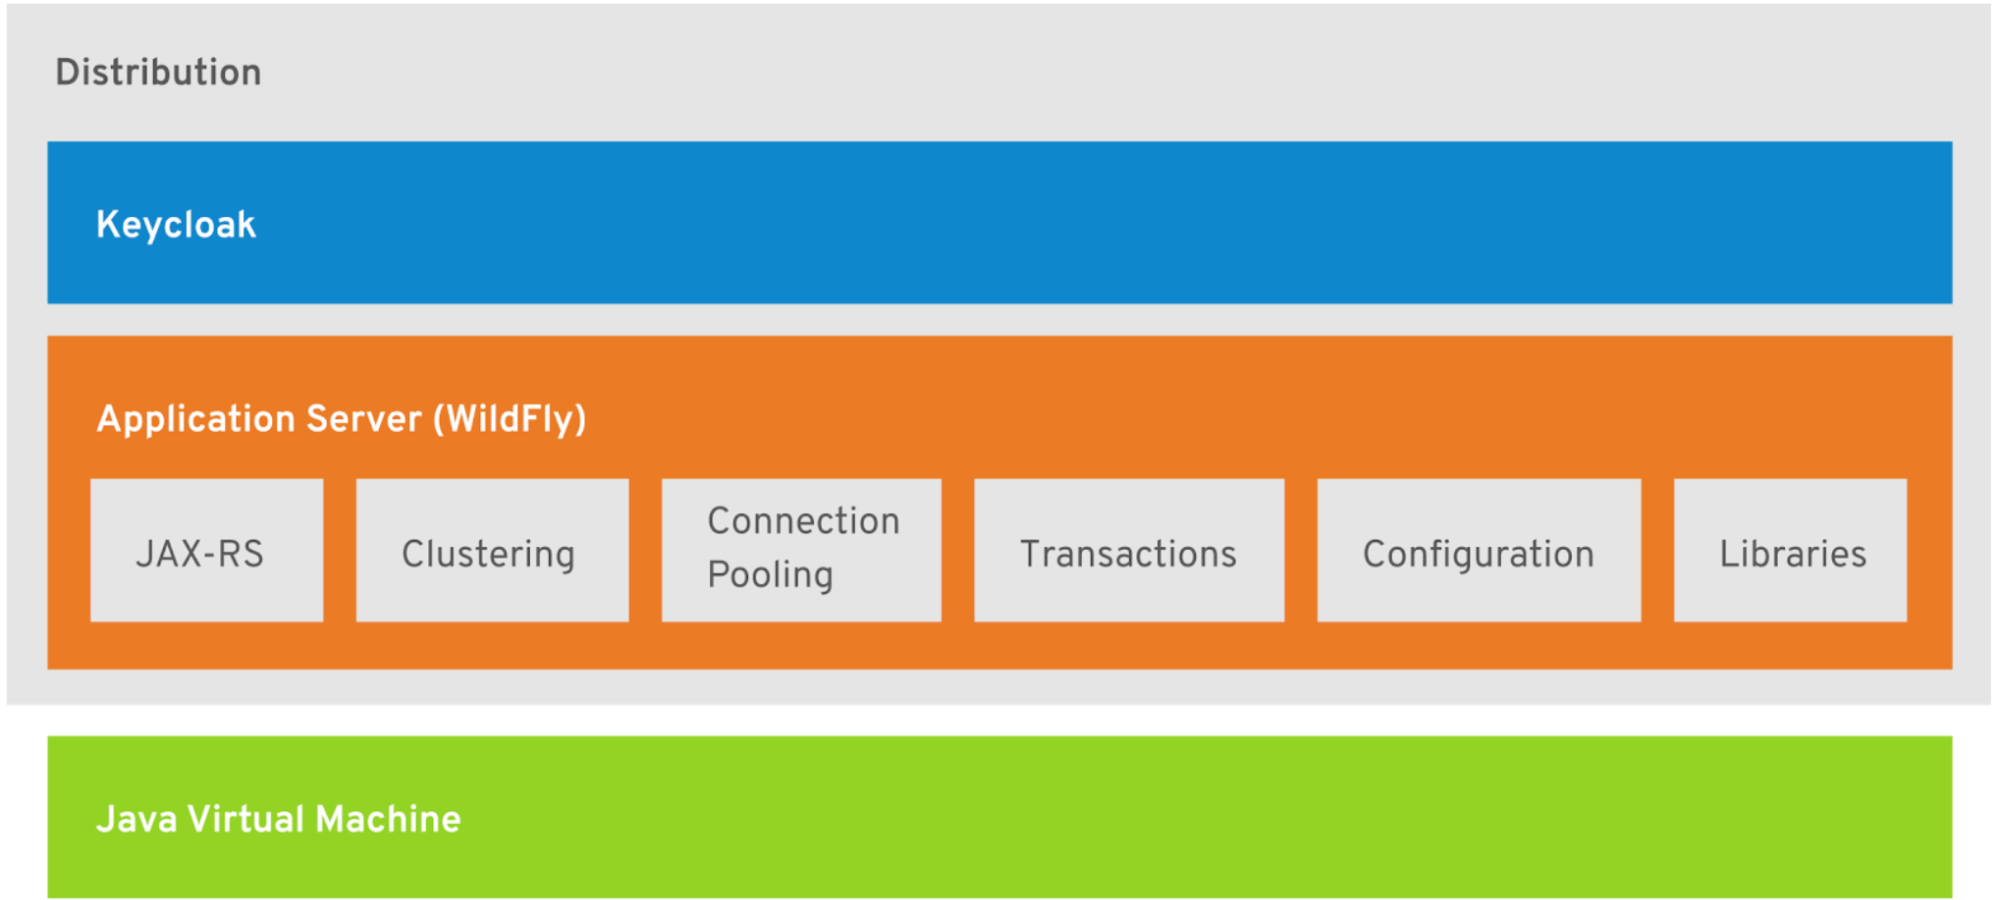 Distribution
Keycloak
Application Server (WildFly)
JAX-RS
Clustering
Connection
Pooling
Transactions
Configuration
Libraries
Java Virtual Machine